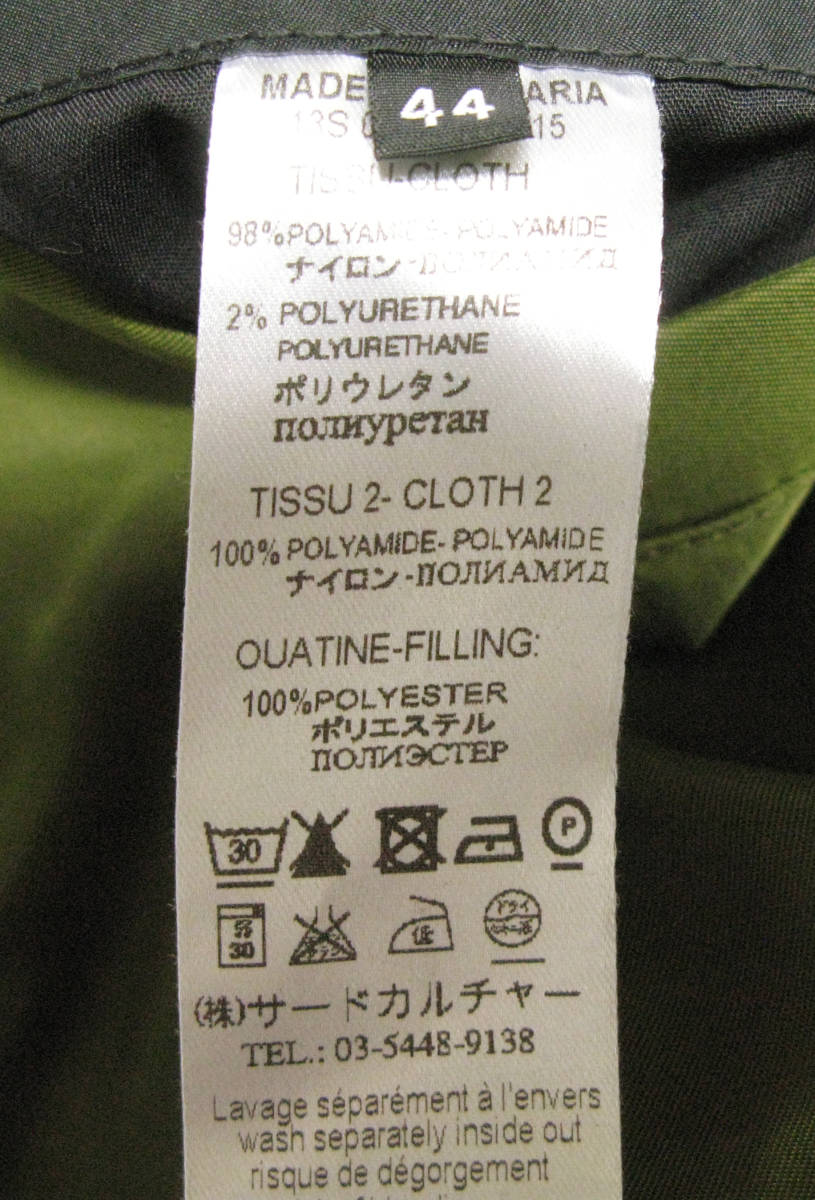 MADE ARIA
44
13S 15
TISSU-CLOTH
98%POLYAMIDE-POLYAMIDE
ナイロン-ПОЛИАМИД
2% POLYURETHANE
POLYURETHANE
ポリウレタン
полиуретан
TISSU 2- CLOTH 2
100% POLYAMIDE- POLYAMIDE
ナイロン-ПОЛИАМИД
OUATINE-FILLING:
100%POLYESTER
ポリエステル
ПОЛИЭСТЕР
30 P
30 低 ドライ
(株)サードカルチャー
TEL.: 03-5448-9138
Lavage séparément à l'envers
wash separately inside out
risque de dégorgement